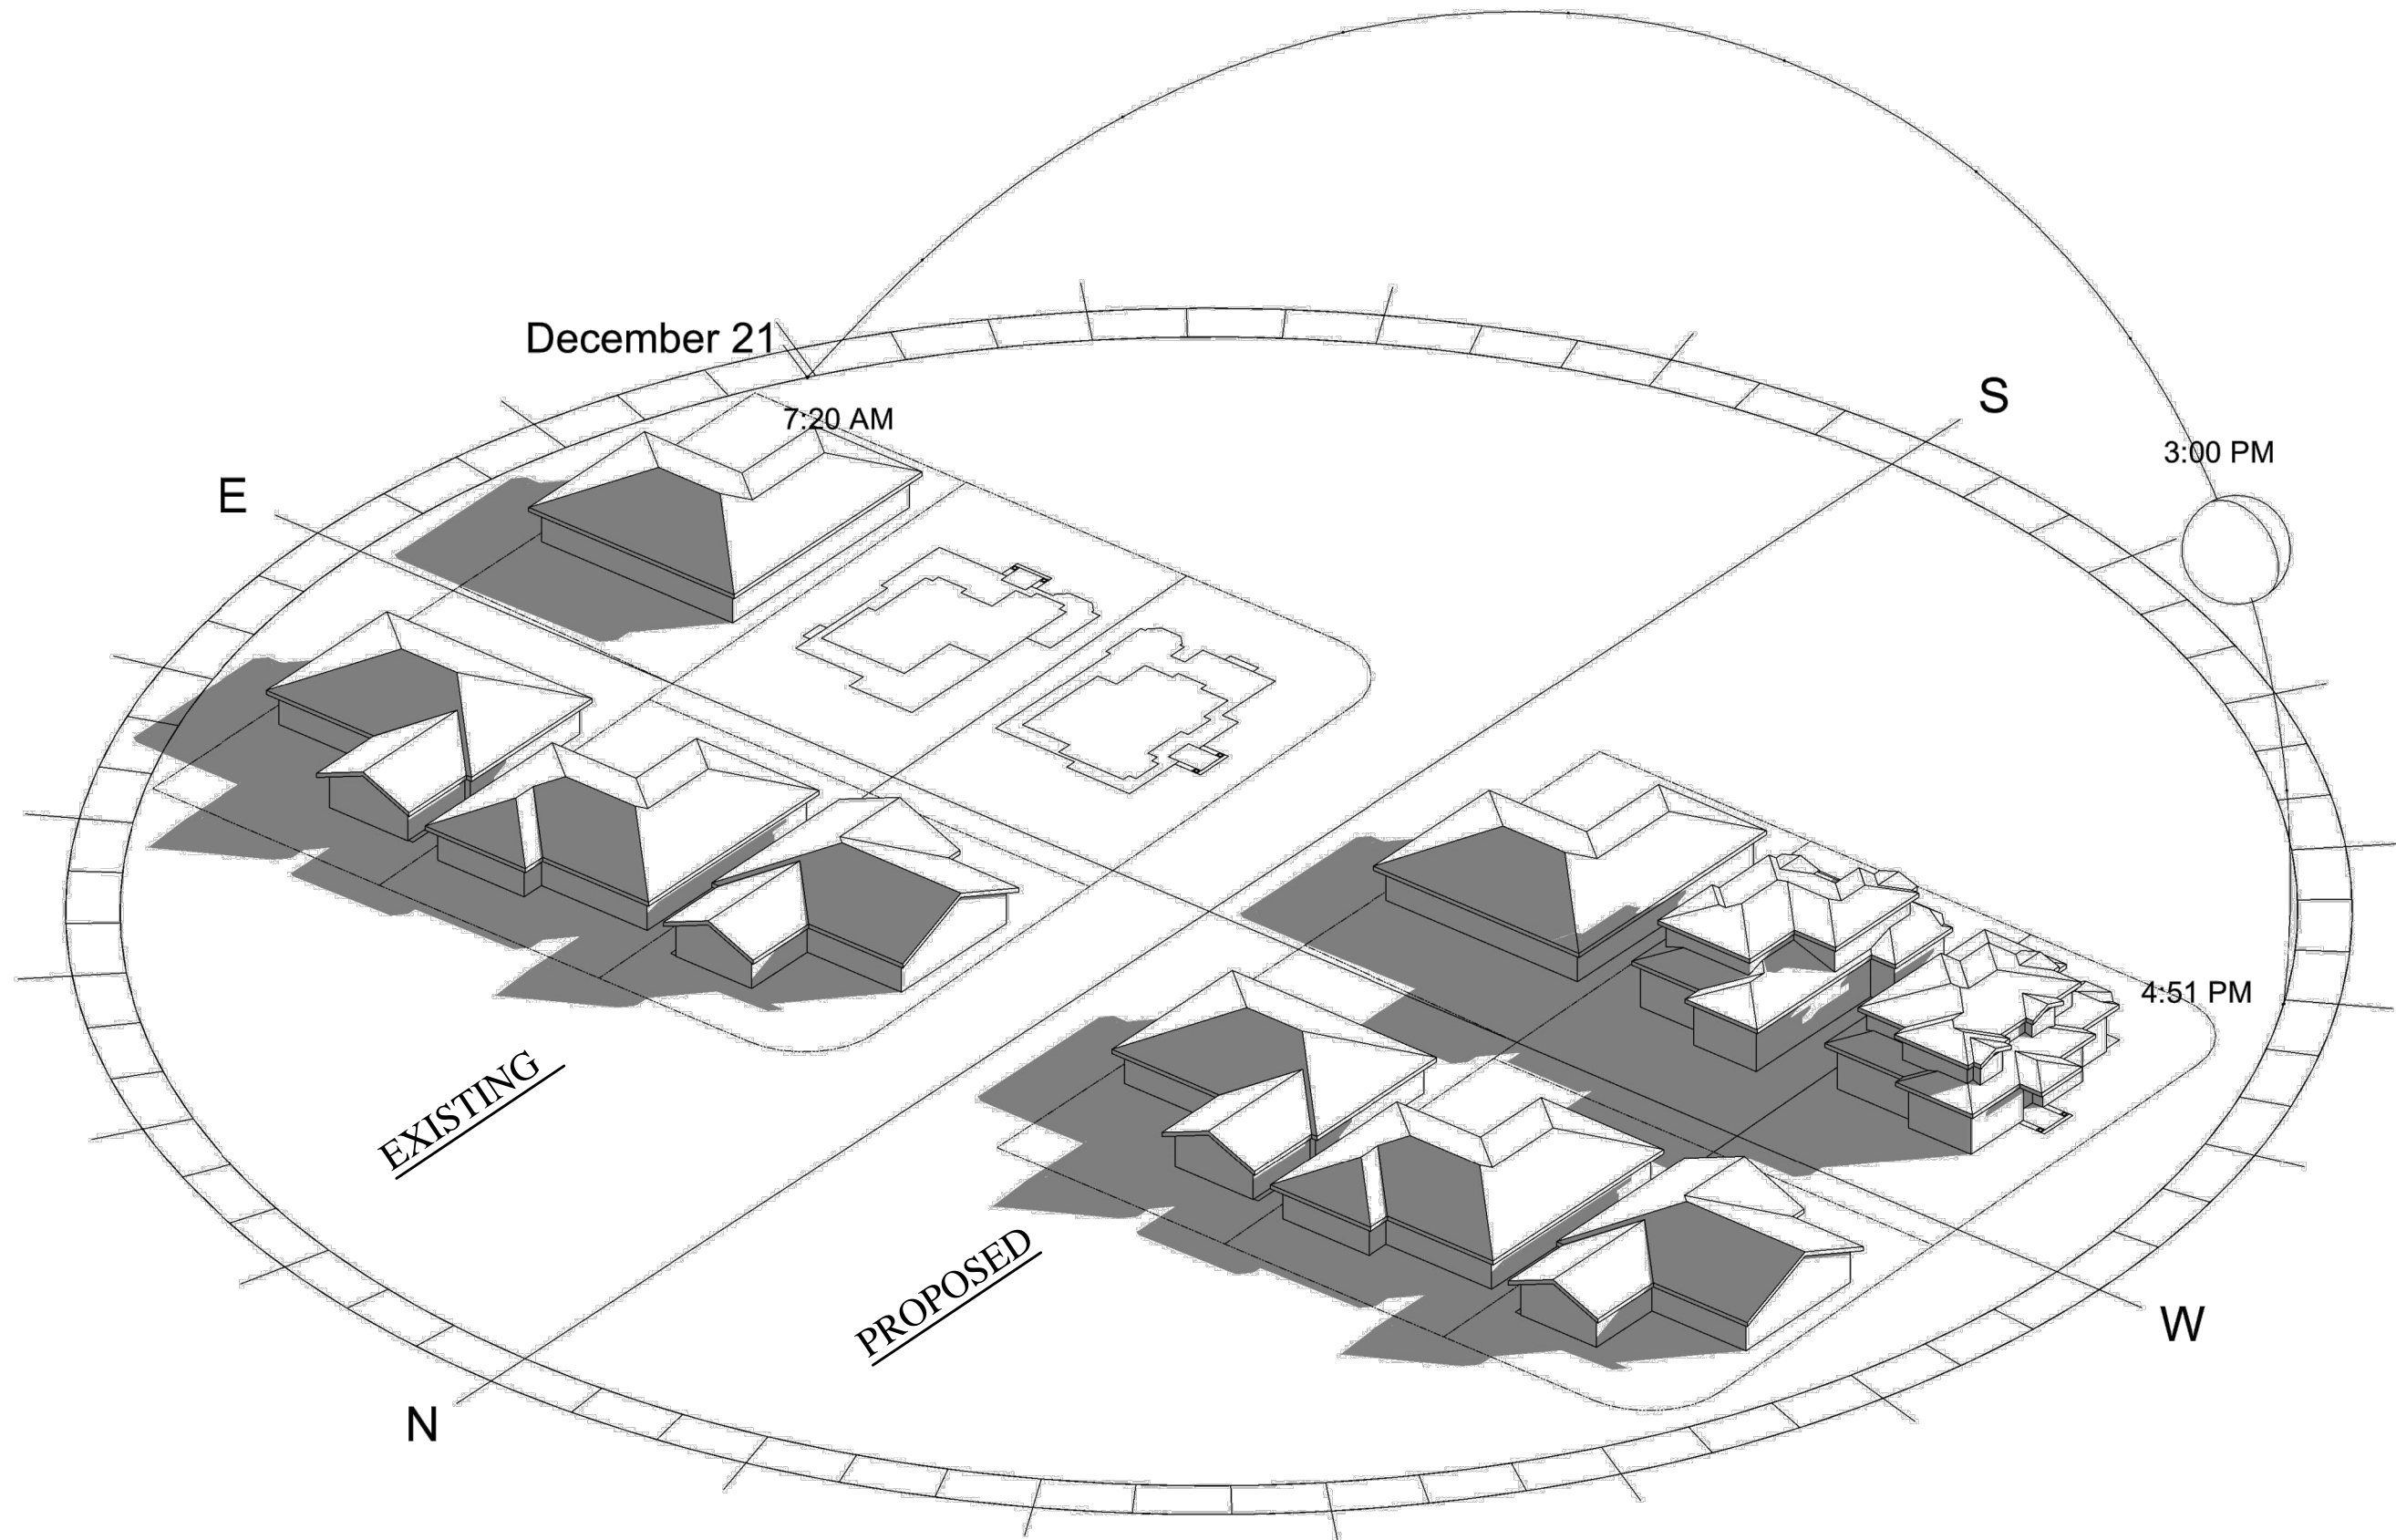 December 21
7:20 AM
S
3:00 PM
E
4:51 PM
EXISTING
PROPOSED
W
N